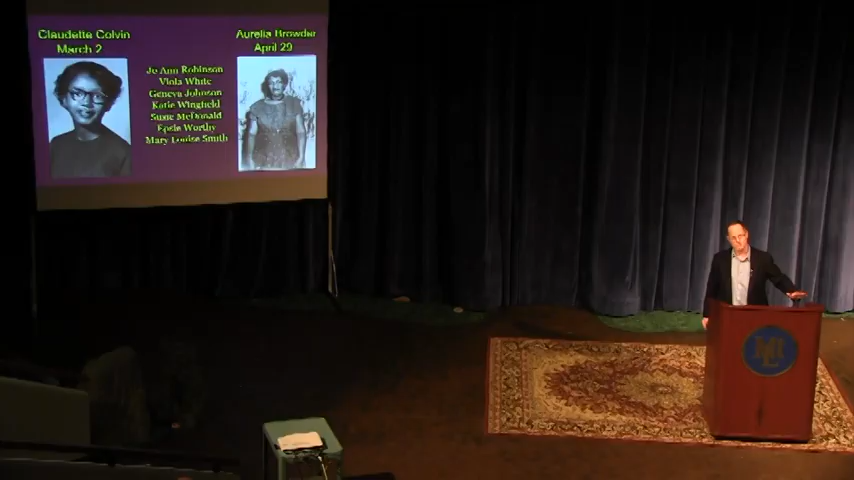 Claudette Colvin
March 2
Aurelia Browder
April 29
Jo Ann Robinson
Viola White
Geneva Johnson
Katie Wingfield
Susie McDonald
Epsie Worthy
Mary Louise Smith